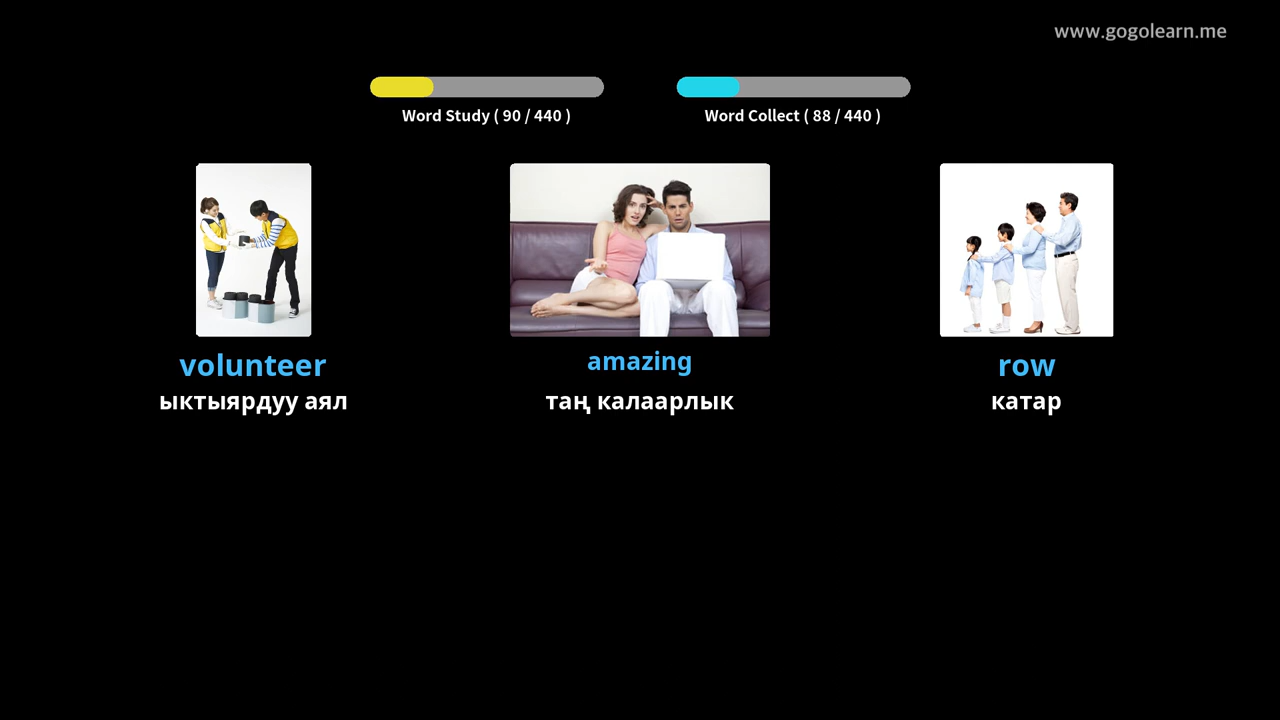 www.gogolearn.me
Word Study ( 90 / 440 )
Word Collect ( 88 / 440 )
volunteer
ыктыярдуу аял
amazing
таң калаарлык
row
катар